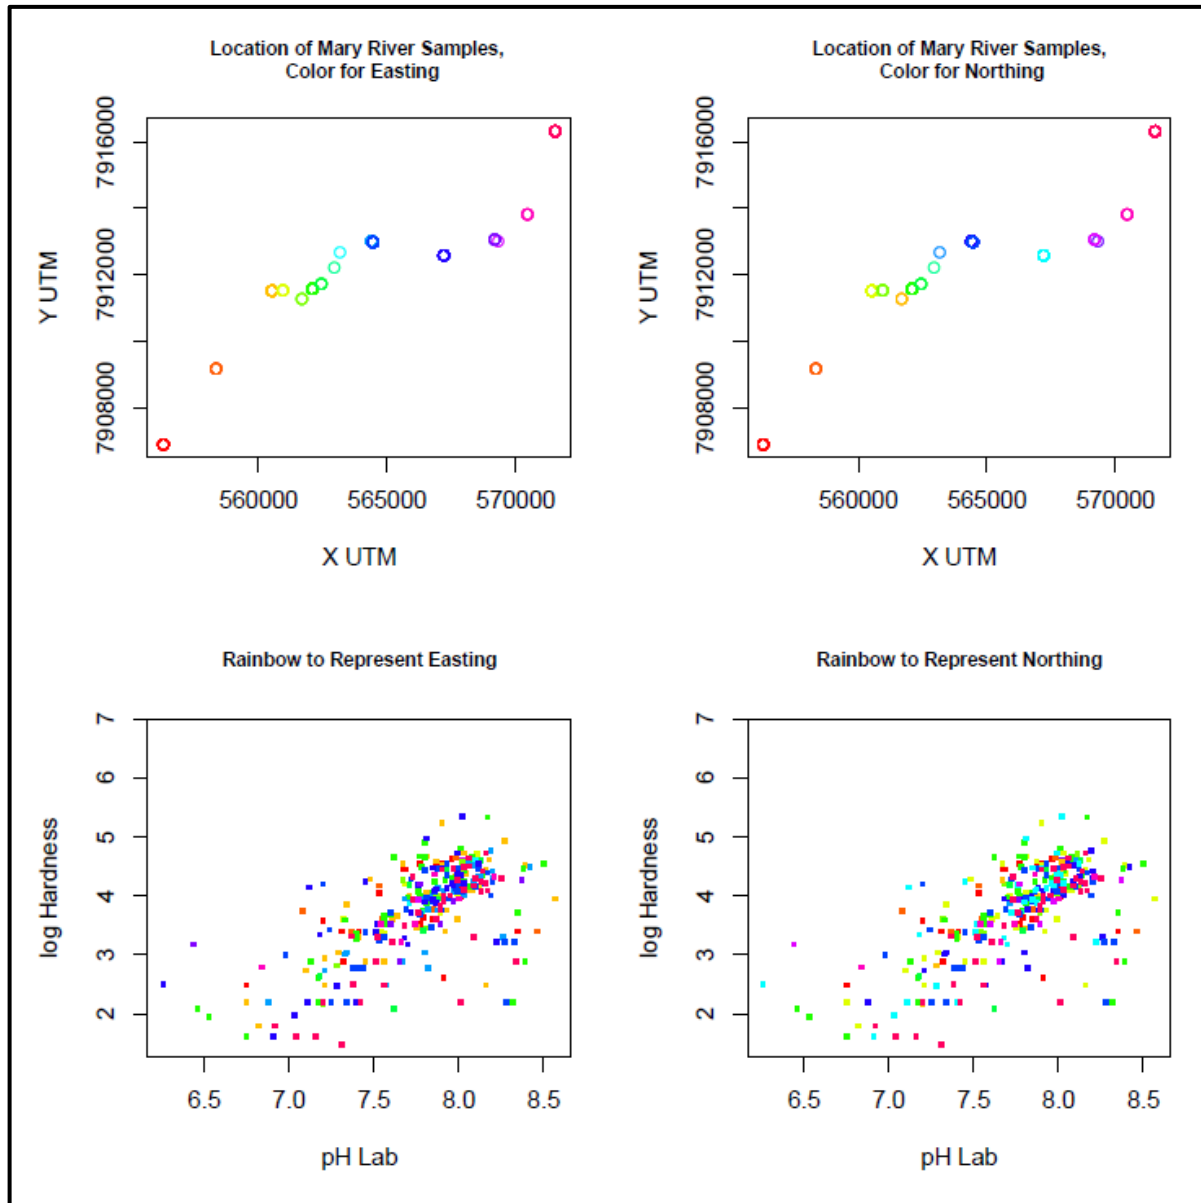 Location of Mary River Samples,
Color for Easting
7916000
7912000
7908000
Y UTM
560000 565000 570000
X UTM
Location of Mary River Samples,
Color for Northing
7916000
7912000
7908000
Y UTM
560000 565000 570000
X UTM
Rainbow to Represent Easting
7
6
5
4
3
2
log Hardness
6.5 7.0 7.5 8.0 8.5
pH Lab
Rainbow to Represent Northing
7
6
5
4
3
2
log Hardness
6.5 7.0 7.5 8.0 8.5
pH Lab